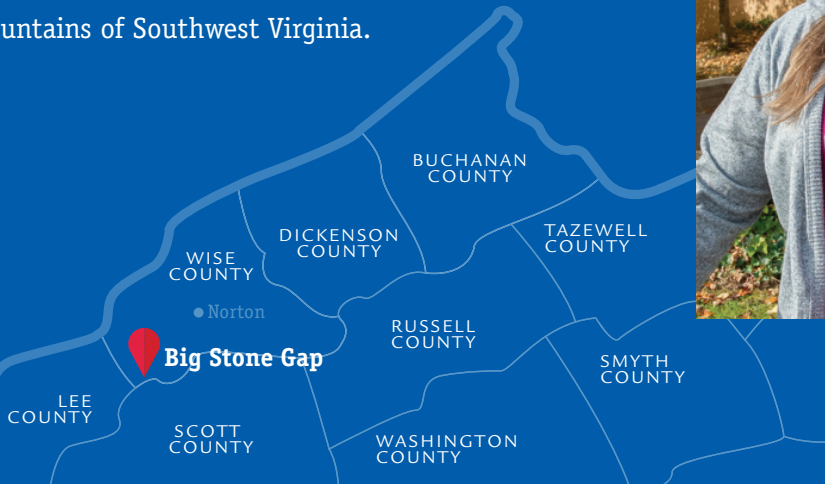 untains of Southwest Virginia.
BUCHANAN
COUNTY
TAZEWELL
COUNTY
DICKENSON
COUNTY
WISE
COUNTY
Norton
RUSSELL
COUNTY
Big Stone Gap
SMYTH
COUNTY
LEE
COUNTY
SCOTT
COUNTY
WASHINGTON
COUNTY